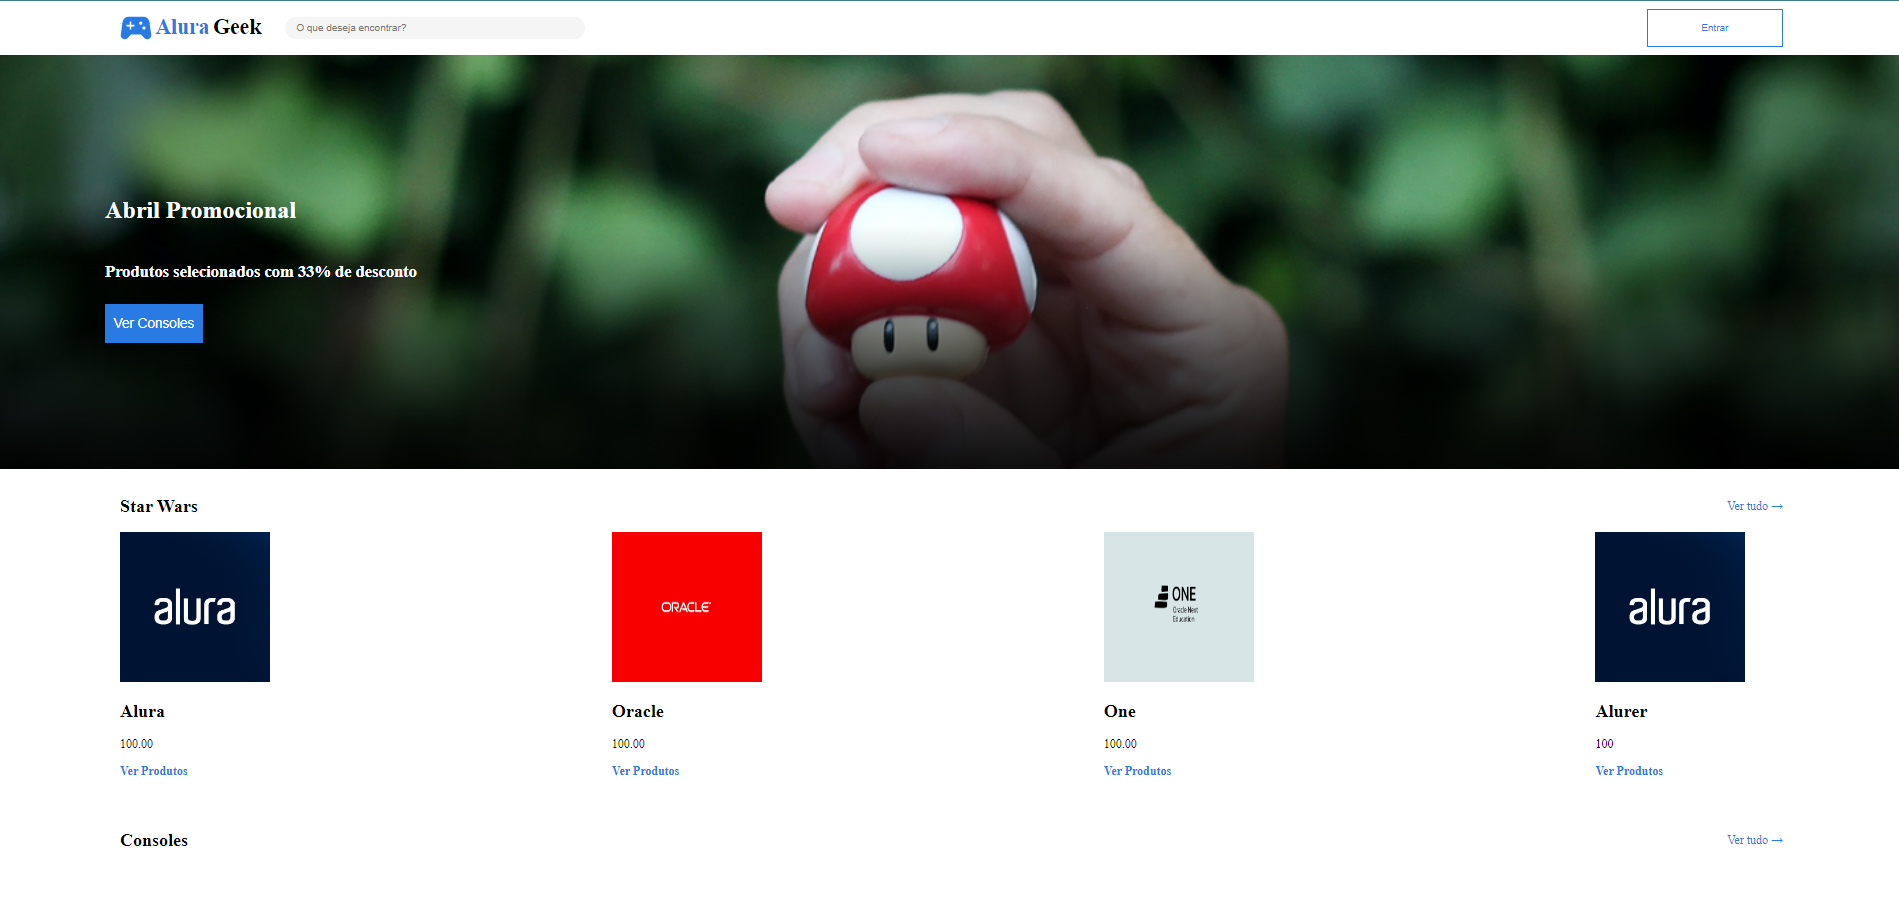 Alura Geek
O que deseja encontrar?
Entrar
Abril Promocional
Produtos selecionados com 33% de desconto
Ver Consoles
Star Wars
Ver tudo →
alura
ORACLE
ONE
Oracle Next
Education
alura
Alura
Oracle
One
Alurer
100.00
100.00
100.00
100
Ver Produtos
Ver Produtos
Ver Produtos
Ver Produtos
Consoles
Ver tudo →